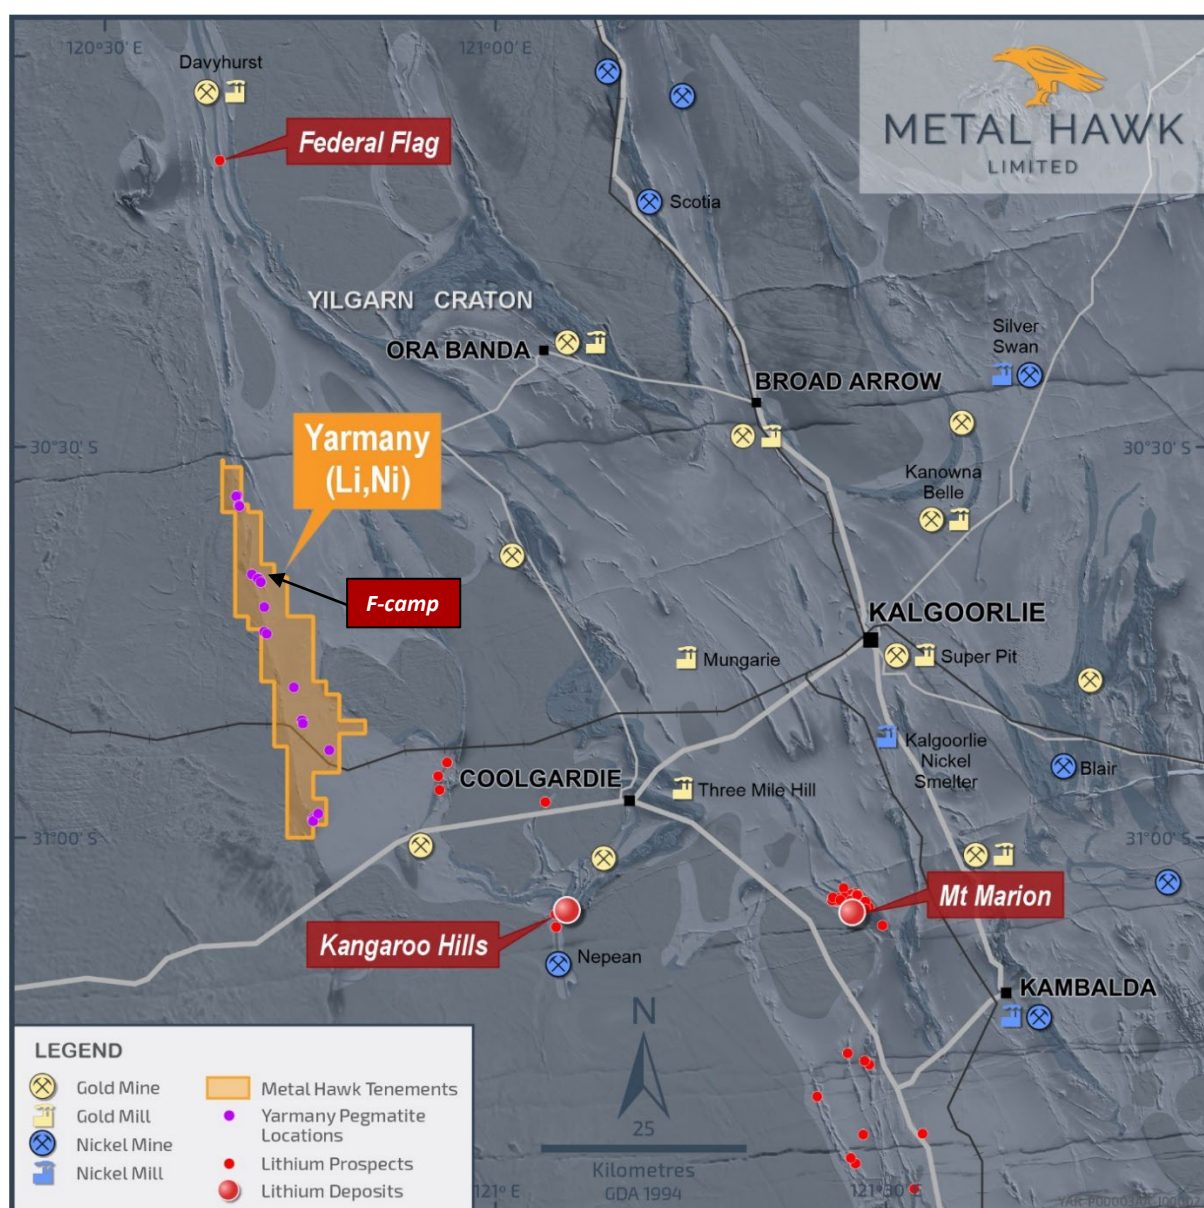 120°30' E
121°00' E
METAL HAWK
LIMITED
Davyhurst
Federal Flag
Scotia
YILGARN CRATON
ORA BANDA
Silver
Swan
BROAD ARROW
Yarmany
(Li,Ni)
30°30' S
30°30' S
Kanowna
Belle
F-camp
KALGOORLIE
Mungarie
Super Pit
Kalgoorlie
Nickel
Smelter
Blair
COOLGARDIE
Three Mile Hill
31°00' S
31°00' S
Mt Marion
Kangaroo Hills
Nepean
KAMBALDA
N
25
Kilometres
GDA 1994
LEGEND
Gold Mine
Gold Mill
Nickel Mine
Nickel Mill
Metal Hawk Tenements
Yarmany Pegmatite
Locations
Lithium Prospects
Lithium Deposits
121° E
121°30' E